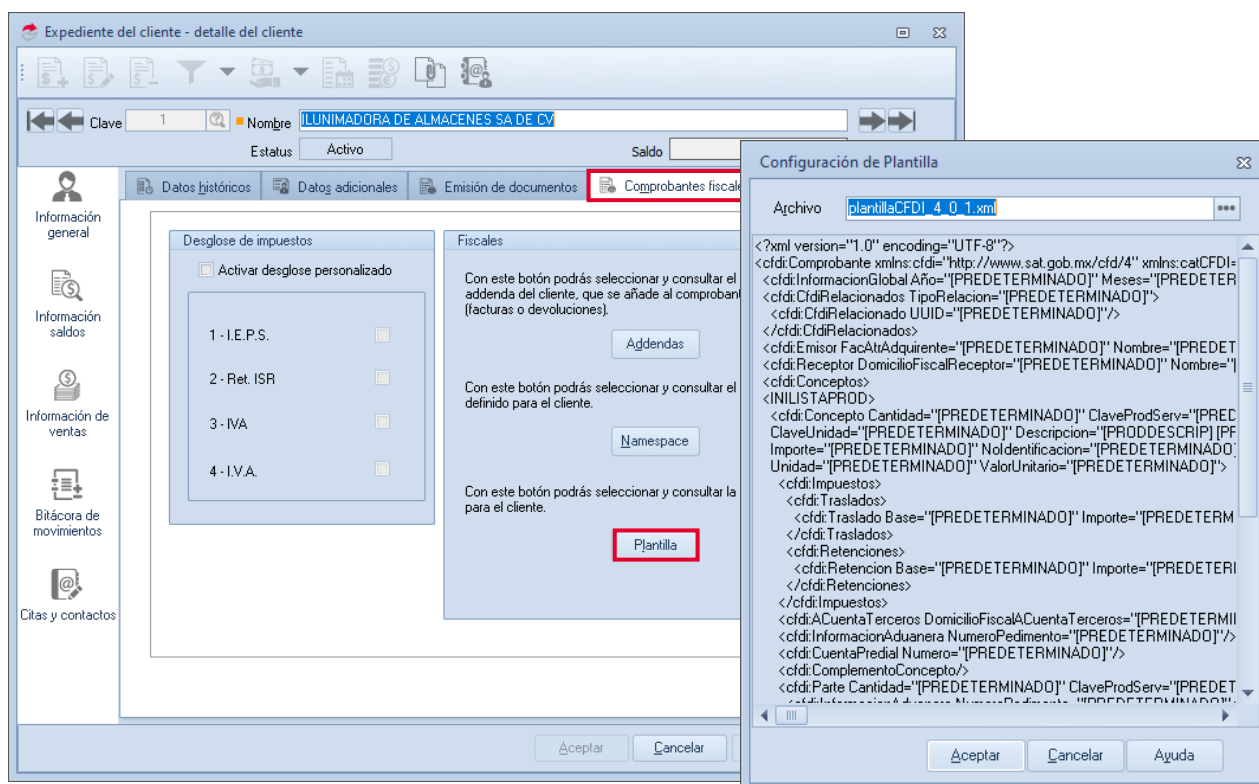 Expediente del cliente - detalle del cliente
Clave 1 Nombre ILUNIMADORA DE ALMACENES SA DE CV
Estatus Activo Saldo
Información general
Información saldos
Información de ventas
Bitácora de movimientos
Citas y contactos
Datos históricos Datos adicionales Emisión de documentos Comprobantes fiscale
Desglose de impuestos
Activar desglose personalizado
1 - I.E.P.S.
2 - Ret. ISR
3 - IVA
4 - I.V.A.
Fiscales
Con este botón podrás seleccionar y consultar el
addenda del cliente, que se añade al comprobant
(facturas o devoluciones).
Addendas
Con este botón podrás seleccionar y consultar el
definido para el cliente.
Namespace
Con este botón podrás seleccionar y consultar la
para el cliente.
Plantilla
Aceptar Cancelar
Configuración de Plantilla
Archivo plantillaCFDI_4_0_1.xml
<?xml version="1.0" encoding="UTF-8"?>
<cfdi:Comprobante xmlns:cfdi="http://www.sat.gob.mx/cfd/4" xmlns:catCFDI=
<cfdi:InformacionGlobal Año="[PREDETERMINADO]" Meses="[PREDETER
<cfdi:CfdiRelacionados TipoRelacion="[PREDETERMINADO]">
<cfdi:CfdiRelacionado UUID="[PREDETERMINADO]"/>
</cfdi:CfdiRelacionados>
<cfdi:Emisor FacAtrAdquirente="[PREDETERMINADO]" Nombre="[PREDET
<cfdi:Receptor DomicilioFiscalReceptor="[PREDETERMINADO]" Nombre="[
<cfdi:Conceptos>
<INILISTAPROD>
<cfdi:Concepto Cantidad="[PREDETERMINADO]" ClaveProdServ="[PRED
ClaveUnidad="[PREDETERMINADO]" Descripcion="[PRODDESCRIP] [PF
Importe="[PREDETERMINADO]" NoIdentificacion="[PREDETERMINADO]
Unidad="[PREDETERMINADO]" ValorUnitario="[PREDETERMINADO]">
<cfdi:Impuestos>
<cfdi:Traslados>
<cfdi:Traslado Base="[PREDETERMINADO]" Importe="[PREDETERM
</cfdi:Traslados>
<cfdi:Retenciones>
<cfdi:Retencion Base="[PREDETERMINADO]" Importe="[PREDETERI
</cfdi:Retenciones>
</cfdi:Impuestos>
<cfdi:ACuentaTerceros DomicilioFiscalACuentaTerceros="[PREDETERMII
<cfdi:InformacionAduanera NumeroPedimento="[PREDETERMINADO]"/>
<cfdi:CuentaPredial Numero="[PREDETERMINADO]"/>
<cfdi:ComplementoConcepto/>
<cfdi:Parte Cantidad="[PREDETERMINADO]" ClaveProdServ="[PREDET
Aceptar Cancelar Ayuda